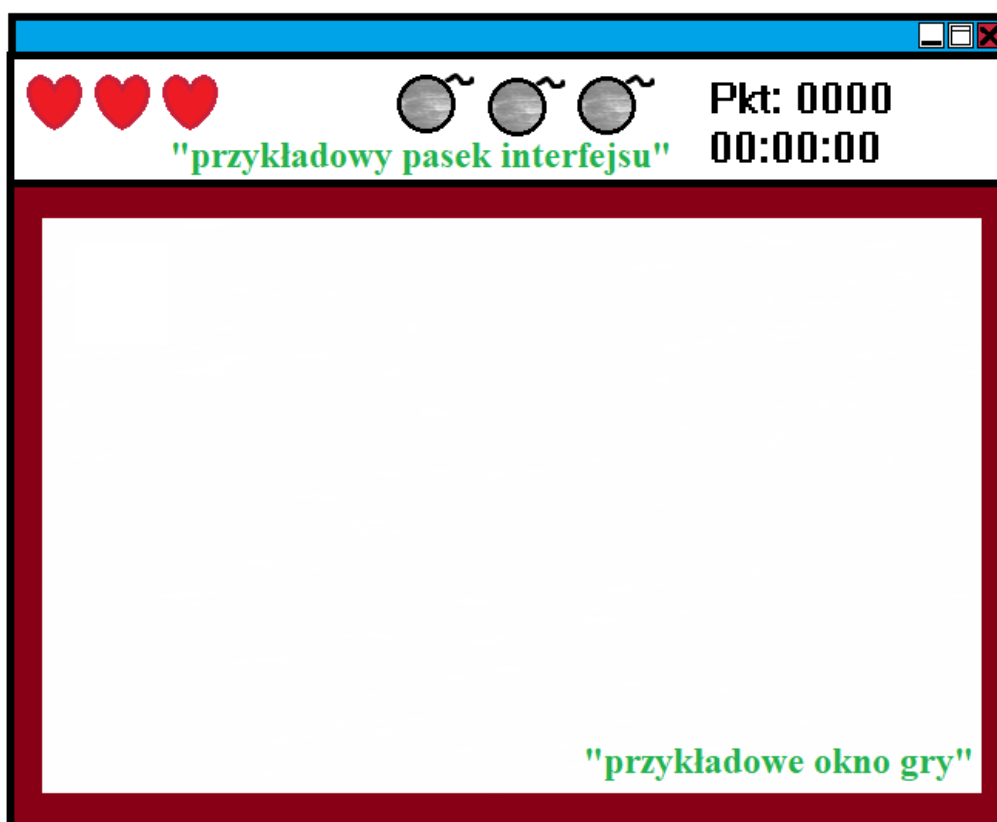 Pkt: 0000
00:00:00
"przykładowy pasek interfejsu"
"przykładowe okno gry"